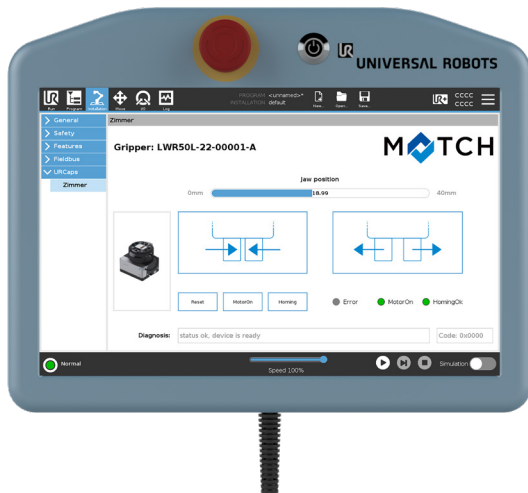 UNIVERSAL ROBOTS
Run
Program
Installation
Move
I/O
Log
PROGRAM <unnamed>*
INSTALLATION default
New...
Open...
Save...
CCCC
CCCC
General
Safety
Features
Fieldbus
URCaps
Zimmer
Zimmer
Gripper: LWR50L-22-00001-A
MATCH
Jaw position
0mm
18.99
40mm
Reset
MotorOn
Homing
Error
MotorOn
HomingOk
Diagnosis:
status ok, device is ready
Code: 0x0000
Normal
Speed 100%
Simulation